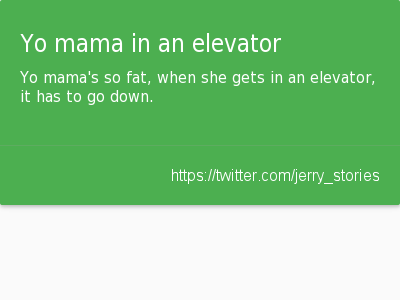 Yo mama in an elevator
Yo mama's so fat, when she gets in an elevator,
it has to go down.
https://twitter.com/jerry_stories